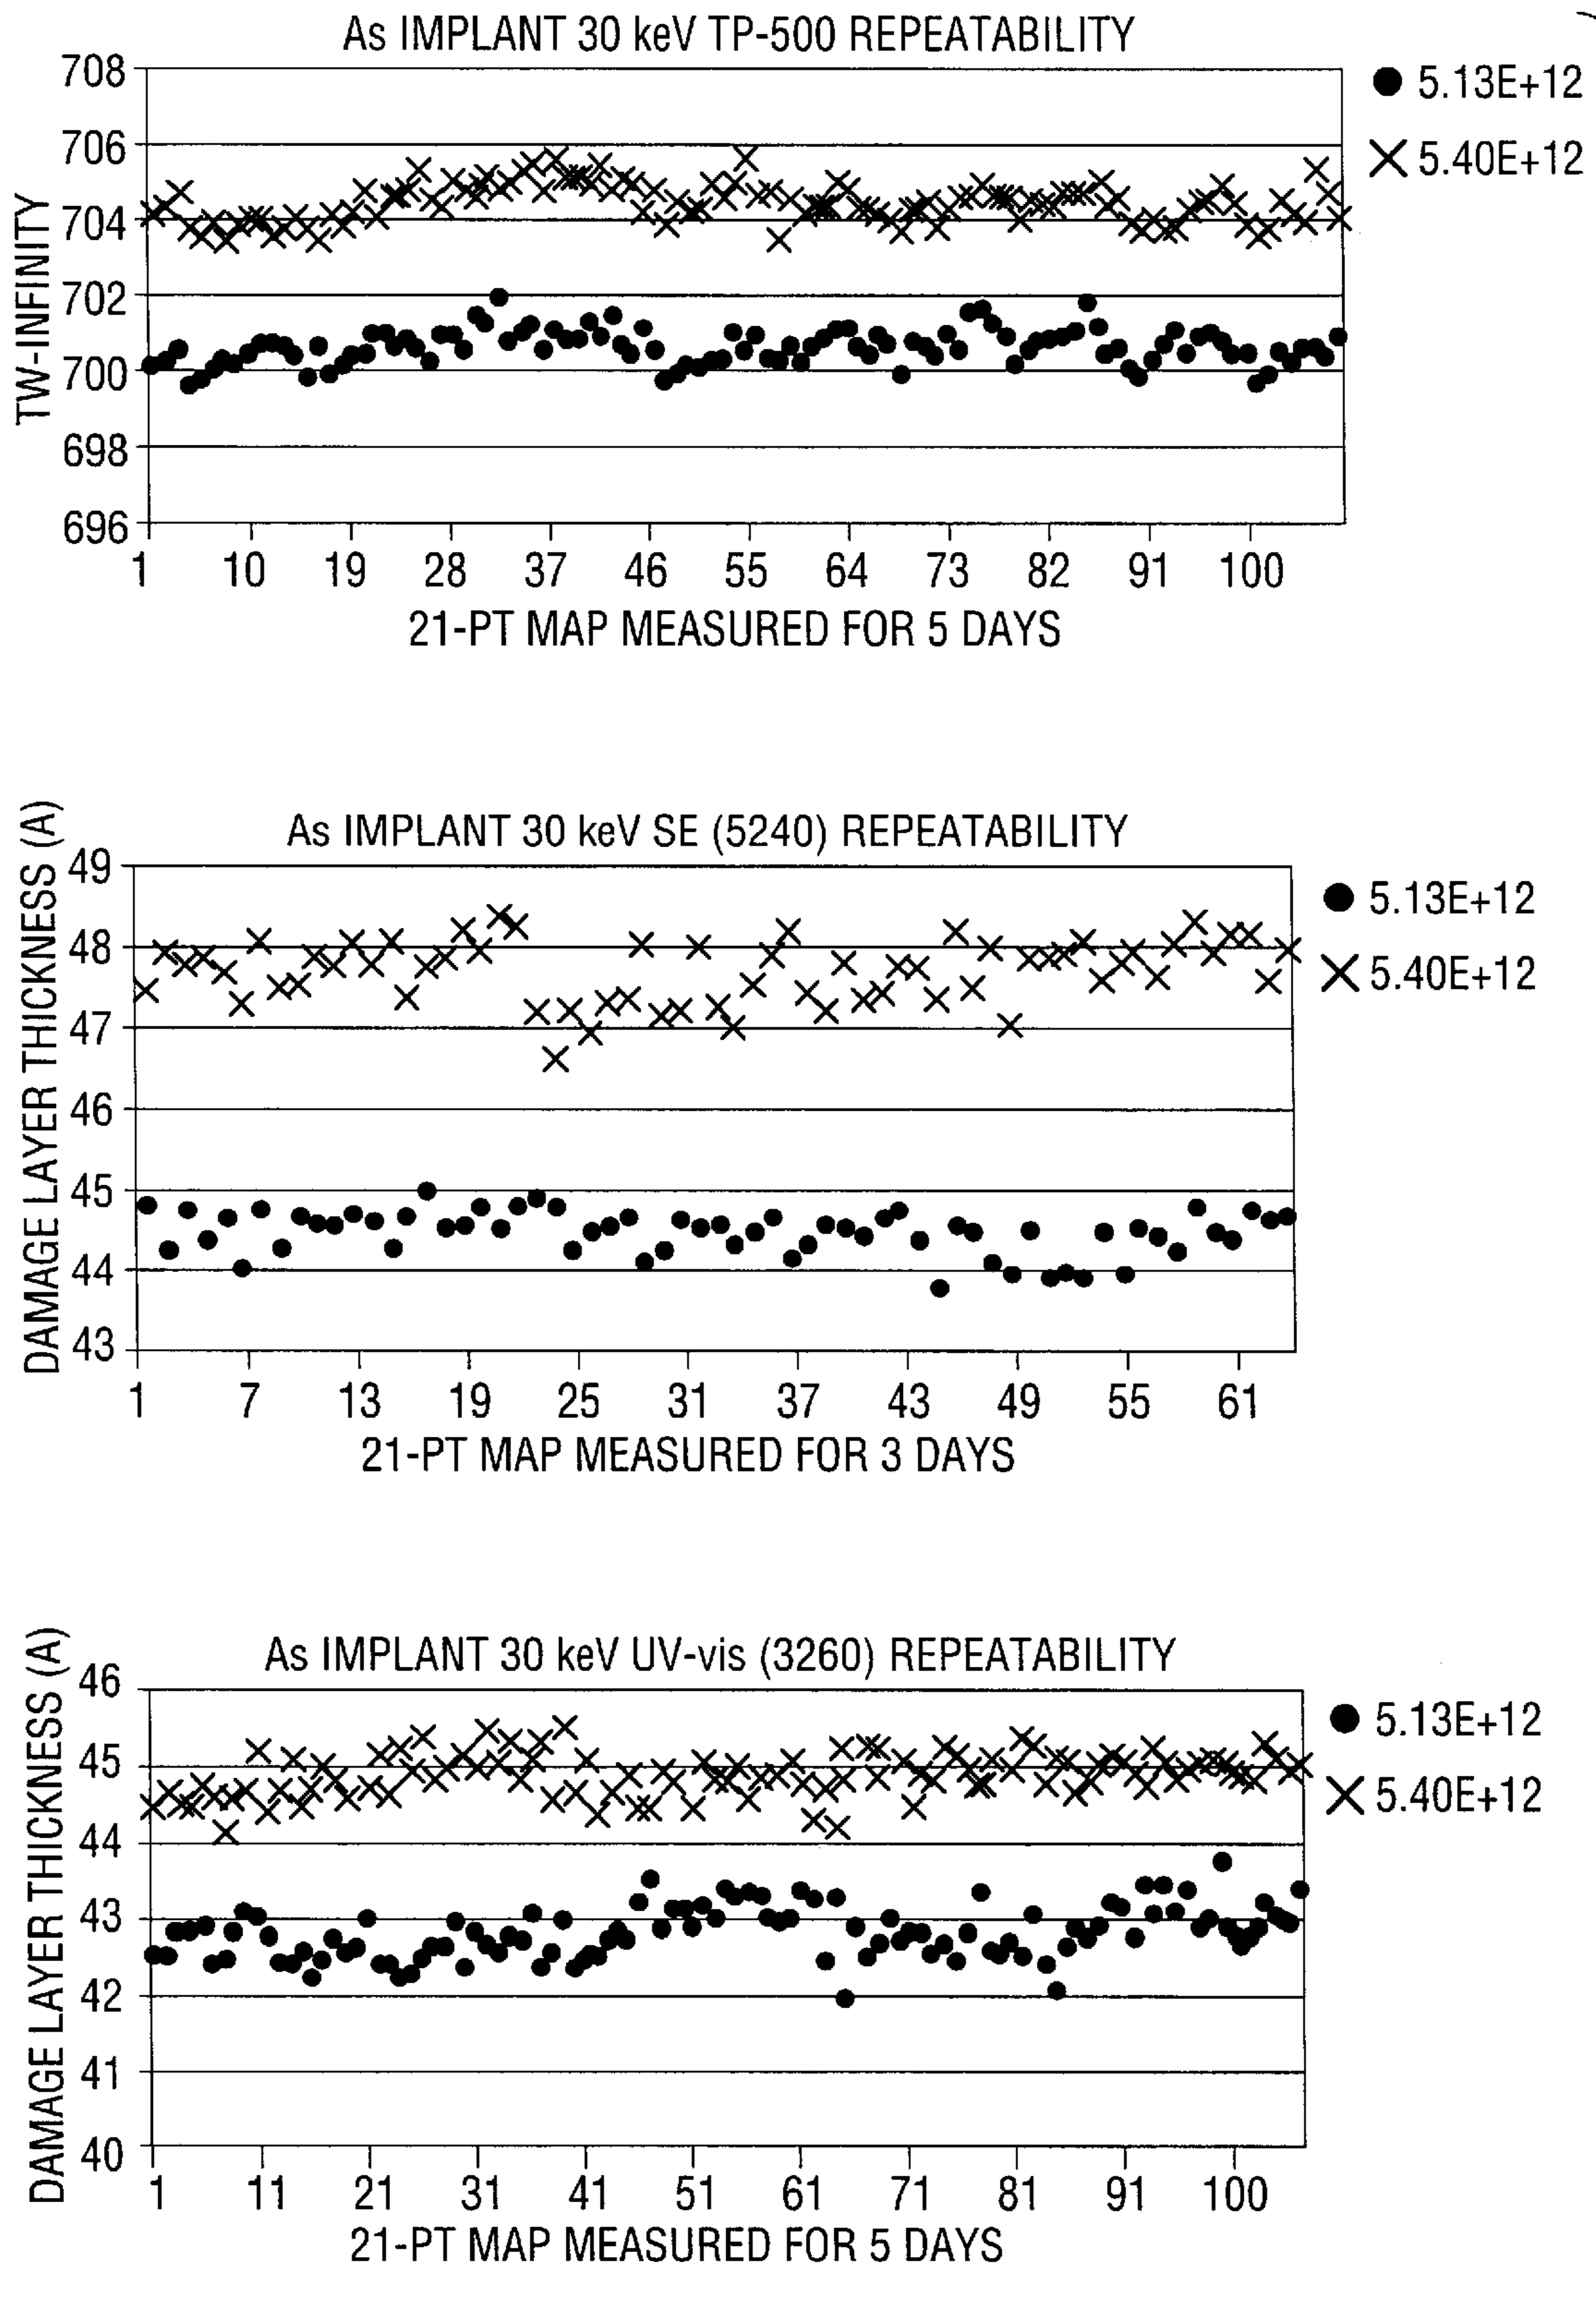 As IMPLANT 30 keV TP-500 REPEATABILITY
708
706
704
702
700
698
696
TW-INFINITY
1 10 19 28 37 46 55 64 73 82 91 100
21-PT MAP MEASURED FOR 5 DAYS
5.13E+12
5.40E+12
As IMPLANT 30 keV SE (5240) REPEATABILITY
49
48
47
46
45
44
43
DAMAGE LAYER THICKNESS (A)
1 7 13 19 25 31 37 43 49 55 61
21-PT MAP MEASURED FOR 3 DAYS
5.13E+12
5.40E+12
As IMPLANT 30 keV UV-vis (3260) REPEATABILITY
46
45
44
43
42
41
40
DAMAGE LAYER THICKNESS (A)
1 11 21 31 41 51 61 71 81 91 100
21-PT MAP MEASURED FOR 5 DAYS
5.13E+12
5.40E+12